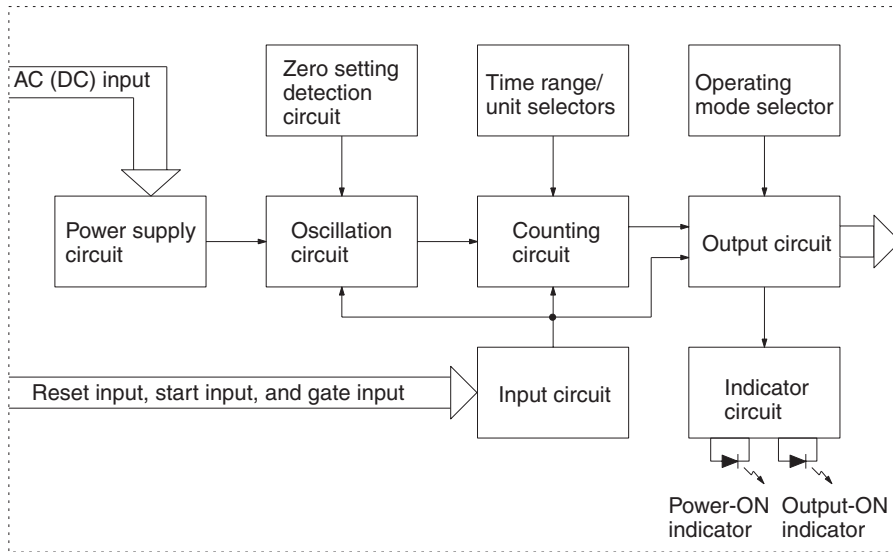 AC (DC) input
Zero setting
detection
circuit
Time range/
unit selectors
Operating
mode selector
Power supply
circuit
Oscillation
circuit
Counting
circuit
Output circuit
Reset input, start input, and gate input
Input circuit
Indicator
circuit
Power-ON
indicator
Output-ON
indicator